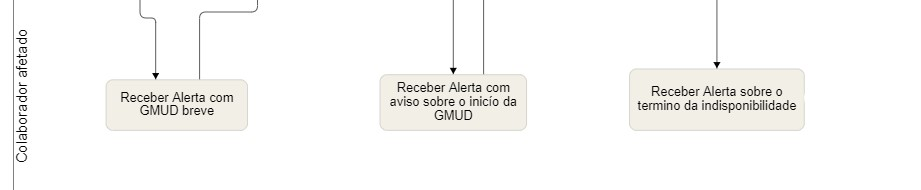 Colaborador afetado
Receber Alerta com
GMUD breve
Receber Alerta com
aviso sobre o inicío da
GMUD
Receber Alerta sobre o
termino da indisponibilidade